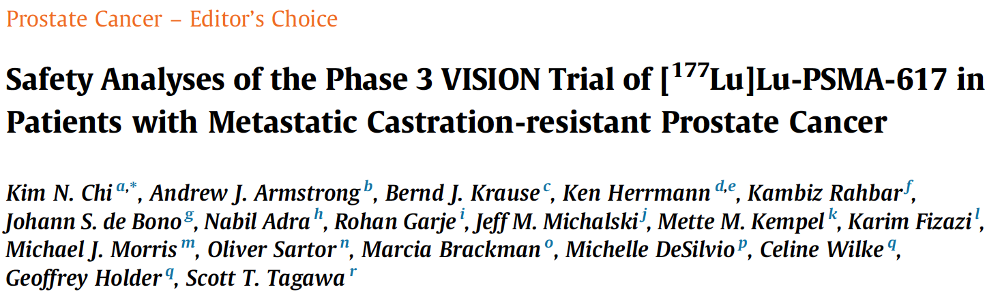 Prostate Cancer – Editor's Choice
Safety Analyses of the Phase 3 VISION Trial of [¹⁷⁷Lu]Lu-PSMA-617 in
Patients with Metastatic Castration-resistant Prostate Cancer
Kim N. Chi a,*, Andrew J. Armstrong b, Bernd J. Krause c, Ken Herrmann d,e, Kambiz Rahbar f,
Johann S. de Bono g, Nabil Adra h, Rohan Garje i, Jeff M. Michalski j, Mette M. Kempel k, Karim Fizazi l,
Michael J. Morris m, Oliver Sartor n, Marcia Brackman o, Michelle DeSilvio p, Celine Wilke q,
Geoffrey Holder q, Scott T. Tagawa r